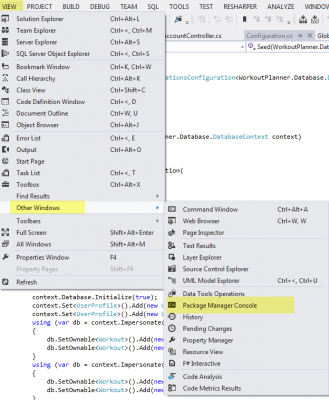 VIEW PROJECT BUILD DEBUG TEAM SQL TOOLS TEST RESHARPER ANALYZE WINDOW
Solution Explorer Ctrl+Alt+L
Team Explorer Ctrl+<, Ctrl+M
Server Explorer Ctrl+Alt+S
SQL Server Object Explorer Ctrl+<, Ctrl+S
Bookmark Window Ctrl+K, Ctrl+W
Call Hierarchy Ctrl+Alt+K
Class View Ctrl+Shift+C
Code Definition Window Ctrl+<, D
Document Outline Ctrl+W, U
Object Browser Ctrl+Alt+J
Error List Ctrl+<, E
Output Ctrl+Alt+O
Start Page
Task List Ctrl+<, T
Toolbox Ctrl+Alt+X
Find Results
Other Windows
Toolbars
Full Screen Shift+Alt+Enter
All Windows Shift+Alt+M
Properties Window F4
Property Pages Shift+F4
Refresh
ccountController.cs Configuration.cs Glob
Seed(WorkoutPlanner.Datab
ationsConfiguration<WorkoutPlanner.Database.D
ner.Database.DatabaseContext context)
tion(
Command Window Ctrl+Alt+A
Web Browser Ctrl+W, W
Page Inspector
Test Results
Layer Explorer
Source Control Explorer
UML Model Explorer Ctrl+<, Ctrl+U
Data Tools Operations
Package Manager Console
History
Pending Changes
Property Manager
Resource View
F# Interactive
Code Analysis
Code Metrics Results
context.Database.Initialize(true);
context.Set<UserProfile>().Add(new
context.Set<UserProfile>().Add(new
using (var db = context.Impersonate(
{
db.SetOwnable<Workout>().Add(new
db.SetOwnable<Workout>().Add(new
}
using (var db = context.Impersonate(
{
db.SetOwnable<Workout>().Add(new
db.SetOwnable<Workout>().Add(new
}